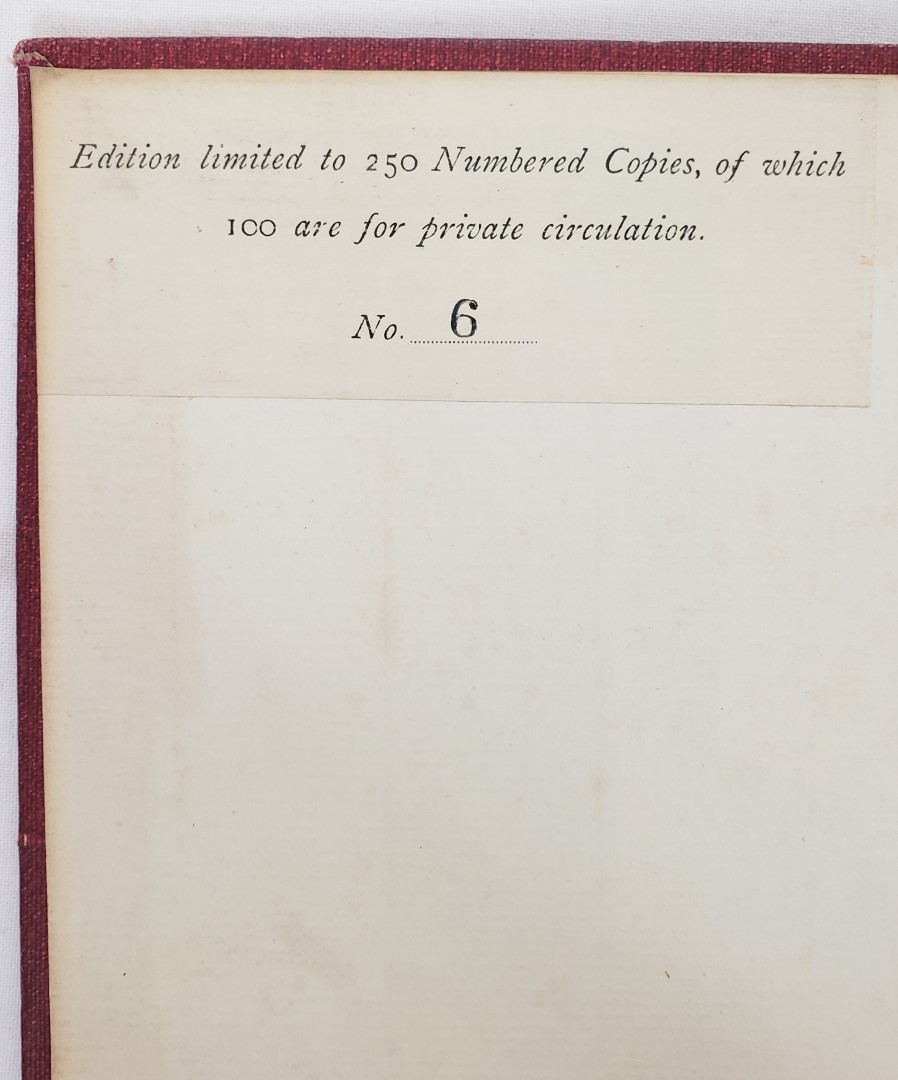 Edition limited to 250 Numbered Copies, of which
100 are for private circulation.
No. 6